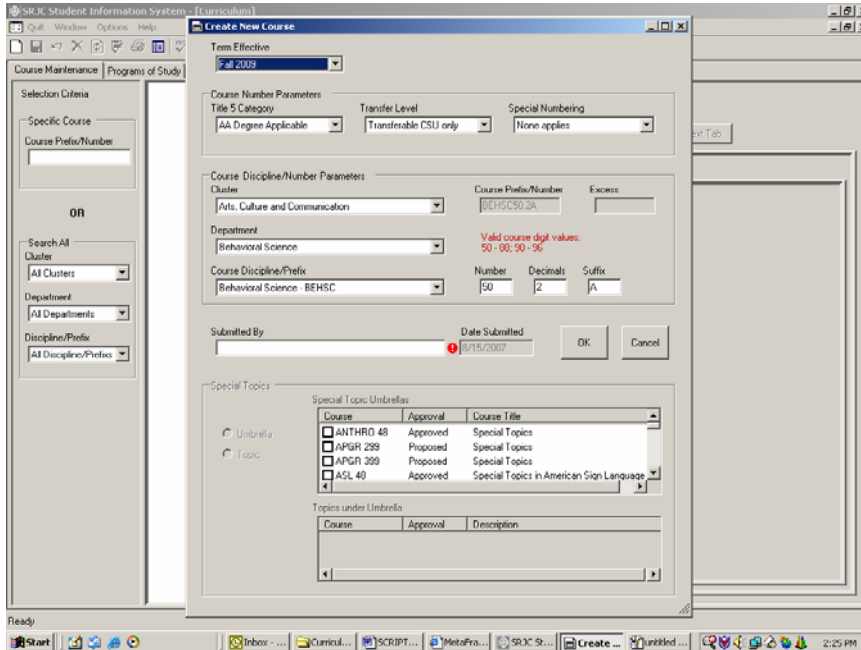 SRJC Student Information System - [Curriculum]
Quit Window Options Help
Course Maintenance Programs of Study
Selection Criteria
Specific Course
Course Prefix/Number
OR
Search All
Cluster
All Clusters
Department
All Departments
Discipline/Prefix
All Discipline/Prefixs
ext Tab
Create New Course
Term Effective
Fall 2009
Course Number Parameters
Title 5 Category Transfer Level Special Numbering
AA Degree Applicable Transferable CSU only None applies
Course Discipline/Number Parameters
Cluster Course Prefix/Number Excess
Arts, Culture and Communication BEHSC50.2A
Department
Behavioral Science
Valid course digit values:
50 - 88; 90 - 96
Course Discipline/Prefix Number Decimals Suffix
Behavioral Science - BEHSC 50 2 A
Submitted By Date Submitted
8/15/2007 OK Cancel
Special Topics
Special Topic Umbrellas
Umbrella
Topic
Course Approval Course Title
ANTHRO 48 Approved Special Topics
APGR 299 Proposed Special Topics
APGR 399 Proposed Special Topics
ASL 48 Approved Special Topics in American Sign Language
Topics under Umbrella
Course Approval Description
Ready
Start Inbox - ... Curricul... SCRIPT... MetaFra... SRJC St... Create ... untitled ... 2:25 PM